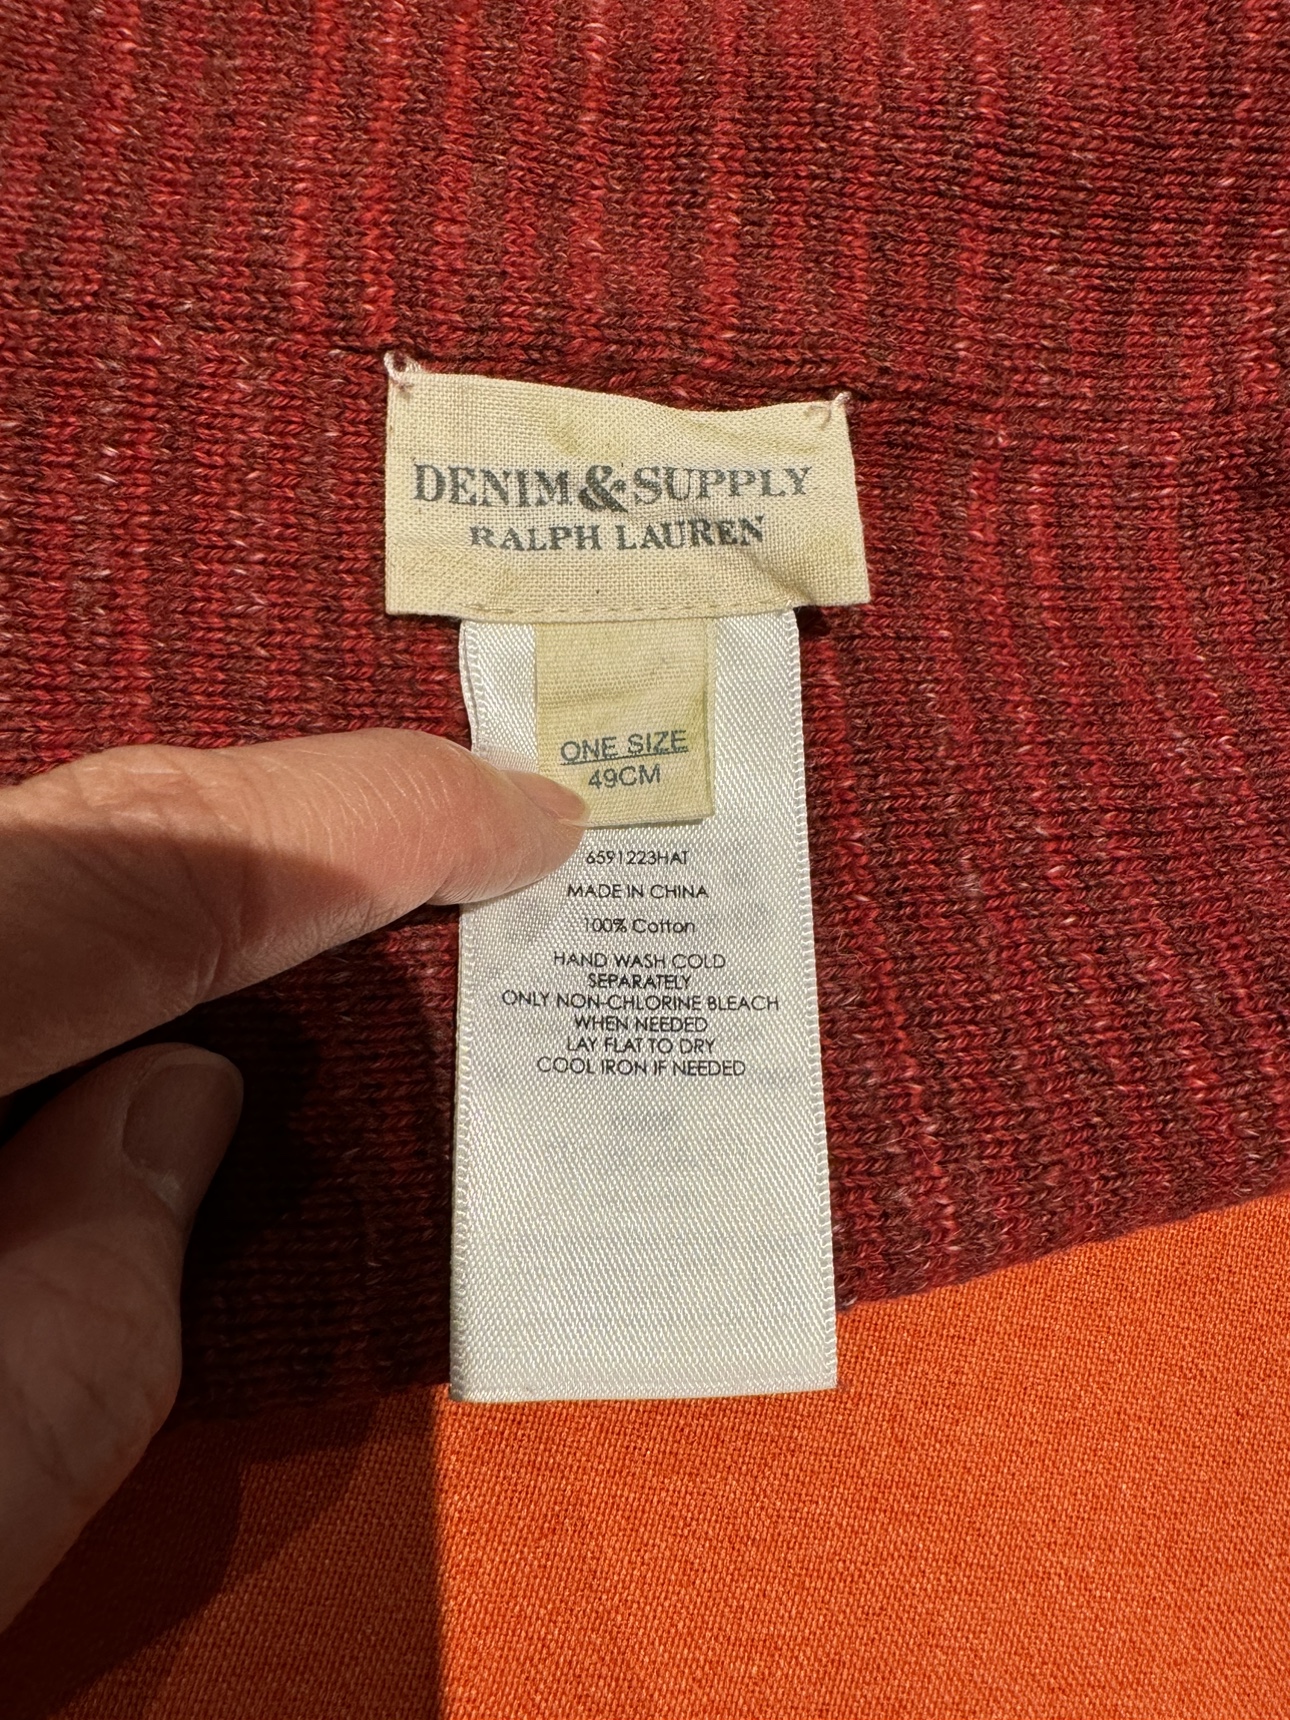 DENIM & SUPPLY
RALPH LAUREN
ONE SIZE
49CM
6591223HAT
MADE IN CHINA
100% Cotton
HAND WASH COLD
SEPARATELY
ONLY NON-CHLORINE BLEACH
WHEN NEEDED
LAY FLAT TO DRY
COOL IRON IF NEEDED